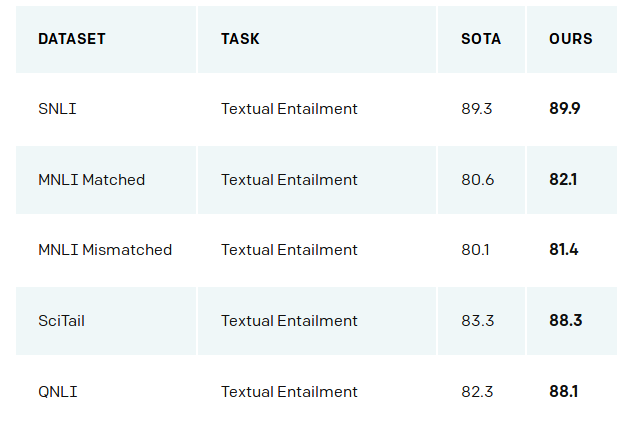 DATASET TASK SOTA OURS
SNLI Textual Entailment 89.3 89.9
MNLI Matched Textual Entailment 80.6 82.1
MNLI Mismatched Textual Entailment 80.1 81.4
SciTail Textual Entailment 83.3 88.3
QNLI Textual Entailment 82.3 88.1